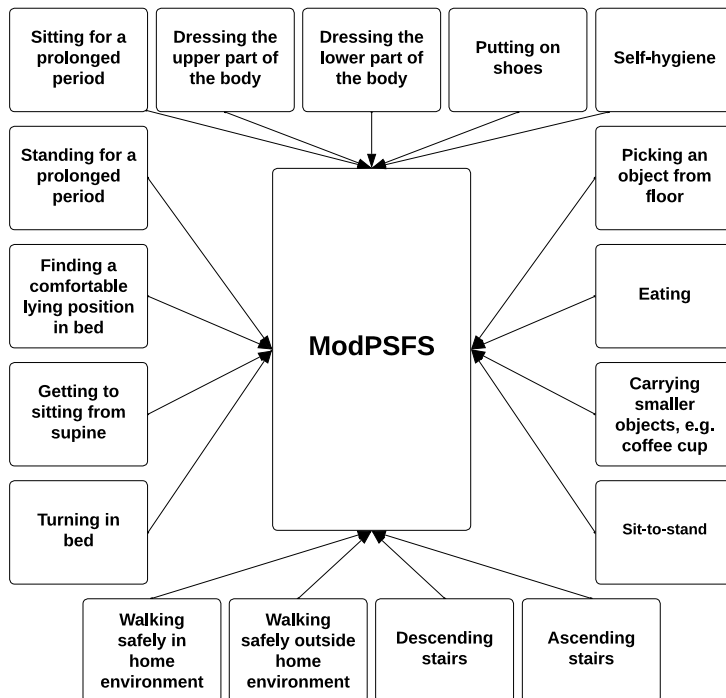 Sitting for a
prolonged
period
Dressing the
upper part of
the body
Dressing the
lower part of
the body
Putting on
shoes
Self-hygiene
Standing for a
prolonged
period
Picking an
object from
floor
Finding a
comfortable
lying position
in bed
Eating
ModPSFS
Getting to
sitting from
supine
Carrying
smaller
objects, e.g.
coffee cup
Turning in
bed
Sit-to-stand
Walking
safely in
home
environment
Walking
safely outside
home
environment
Descending
stairs
Ascending
stairs